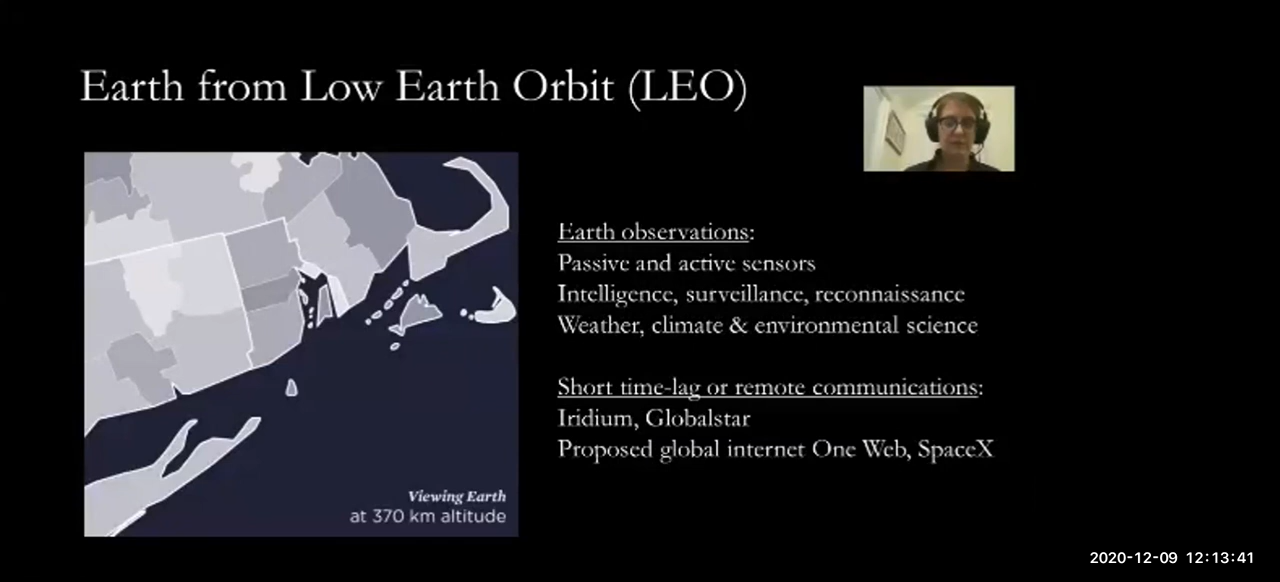 Earth from Low Earth Orbit (LEO)
Earth observations:
Passive and active sensors
Intelligence, surveillance, reconnaissance
Weather, climate & environmental science
Short time-lag or remote communications:
Iridium, Globalstar
Proposed global internet One Web, SpaceX
Viewing Earth
at 370 km altitude
2020-12-09 12:13:41